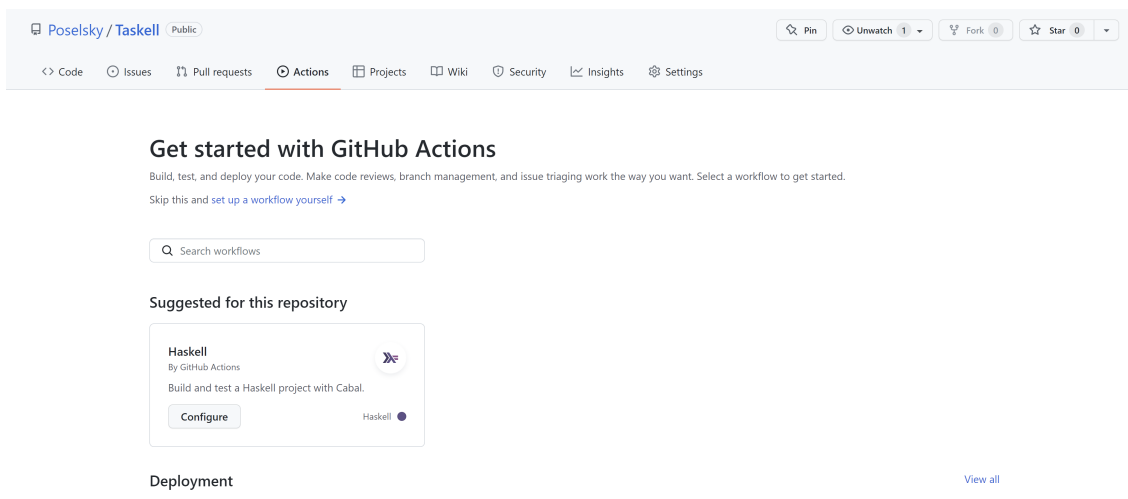 Poselsky / Taskell Public
Pin Unwatch 1 Fork 0 Star 0
Code Issues Pull requests Actions Projects Wiki Security Insights Settings
Get started with GitHub Actions
Build, test, and deploy your code. Make code reviews, branch management, and issue triaging work the way you want. Select a workflow to get started.
Skip this and set up a workflow yourself →
Search workflows
Suggested for this repository
Haskell
By GitHub Actions
Build and test a Haskell project with Cabal.
Configure Haskell
Deployment View all